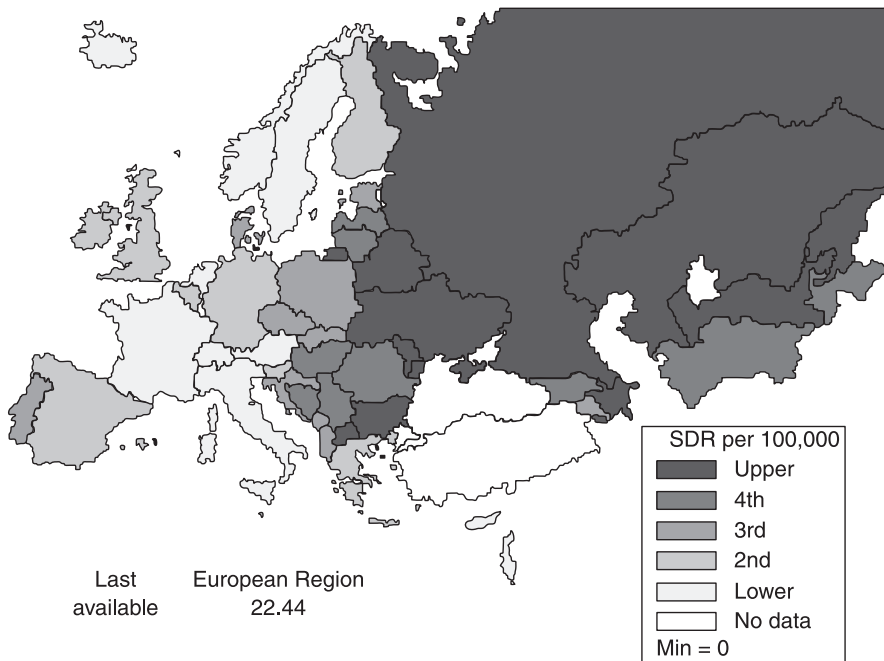 SDR per 100,000
Upper
4th
3rd
2nd
Lower
No data
Min = 0
Last European Region
available 22.44